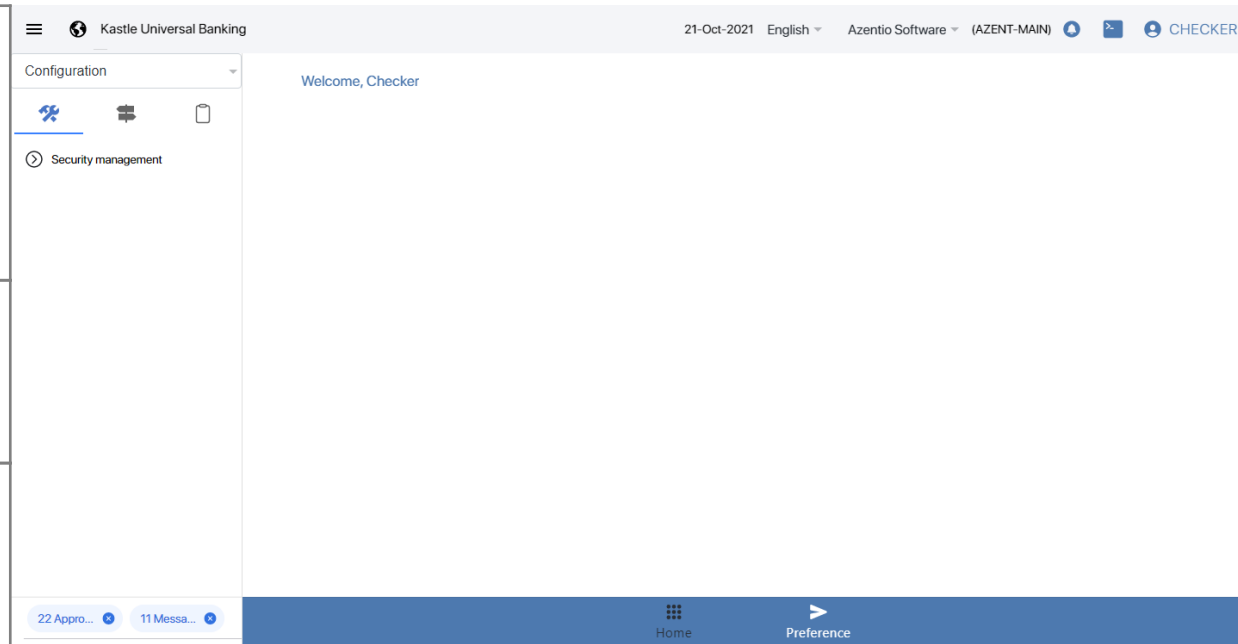 Kastle Universal Banking
21-Oct-2021 English Azentio Software (AZENT-MAIN) CHECKER
Configuration
Welcome, Checker
Security management
22 Appro... 11 Messa...
Home Preference